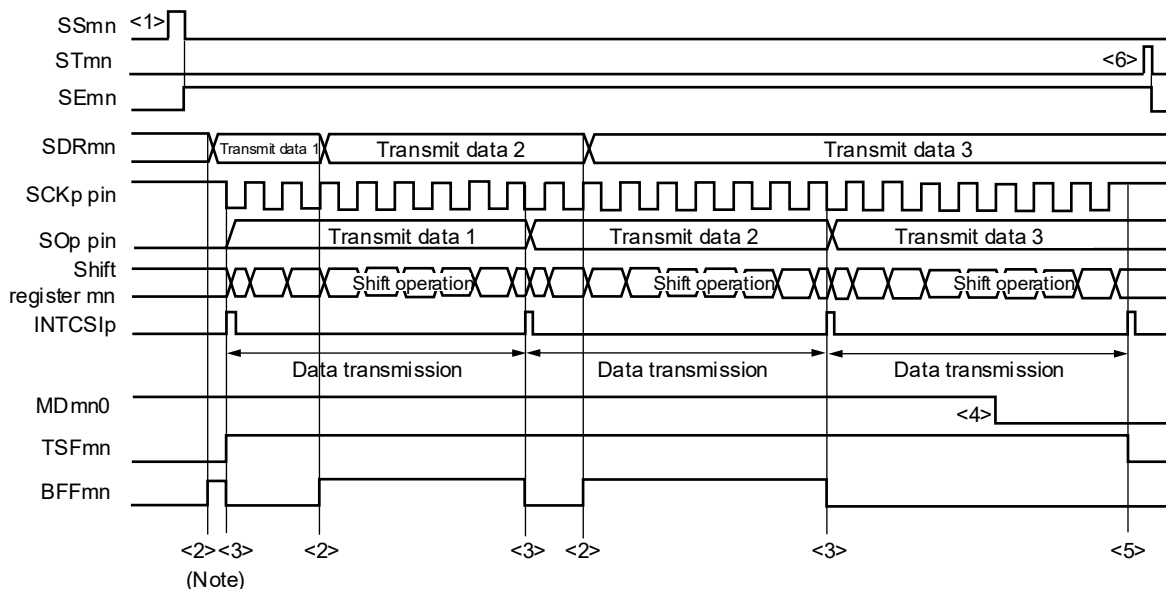 SSmn <1>
STmn <6>
SEmn
SDRmn Transmit data 1 Transmit data 2 Transmit data 3
SCKp pin
SOp pin Transmit data 1 Transmit data 2 Transmit data 3
Shift
register mn Shift operation Shift operation Shift operation
INTCSIp
Data transmission Data transmission Data transmission
MDmn0 <4>
TSFmn
BFFmn
<2> <3> <2> <3> <2> <3> <5>
(Note)